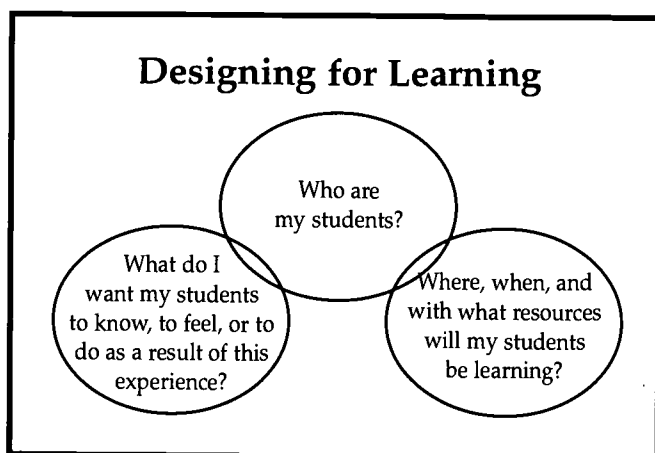 Designing for Learning
Who are
my students?
What do I
want my students
to know, to feel, or to
do as a result of this
experience?
Where, when, and
with what resources
will my students
be learning?